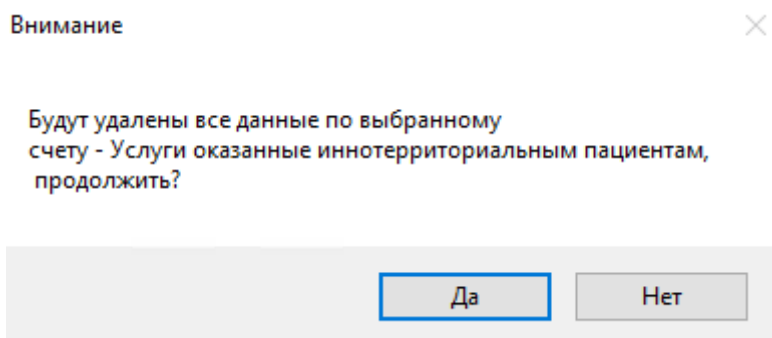 Внимание
Будут удалены все данные по выбранному
счету - Услуги оказанные иннотерриториальным пациентам,
продолжить?
Да
Нет